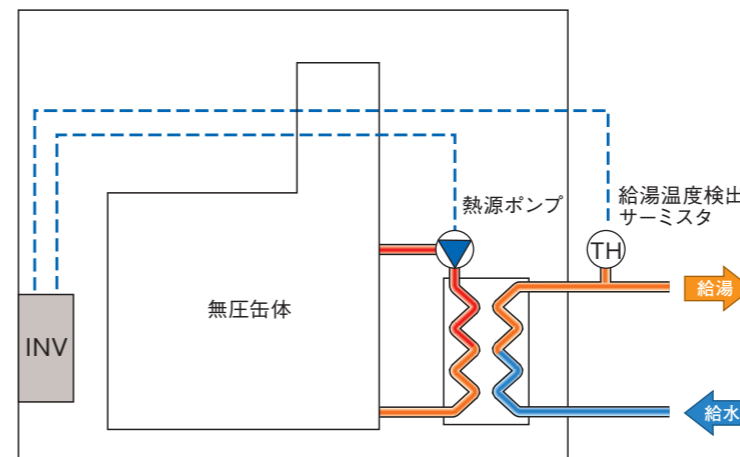 熱源ポンプ
給湯温度検出
サーミスタ
TH
無圧缶体
給湯
INV
給水